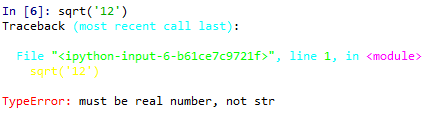 In [6]: sqrt('12')
Traceback (most recent call last):
File "<ipython-input-6-b61ce7c9721f>", line 1, in <module>
sqrt('12')
TypeError: must be real number, not str